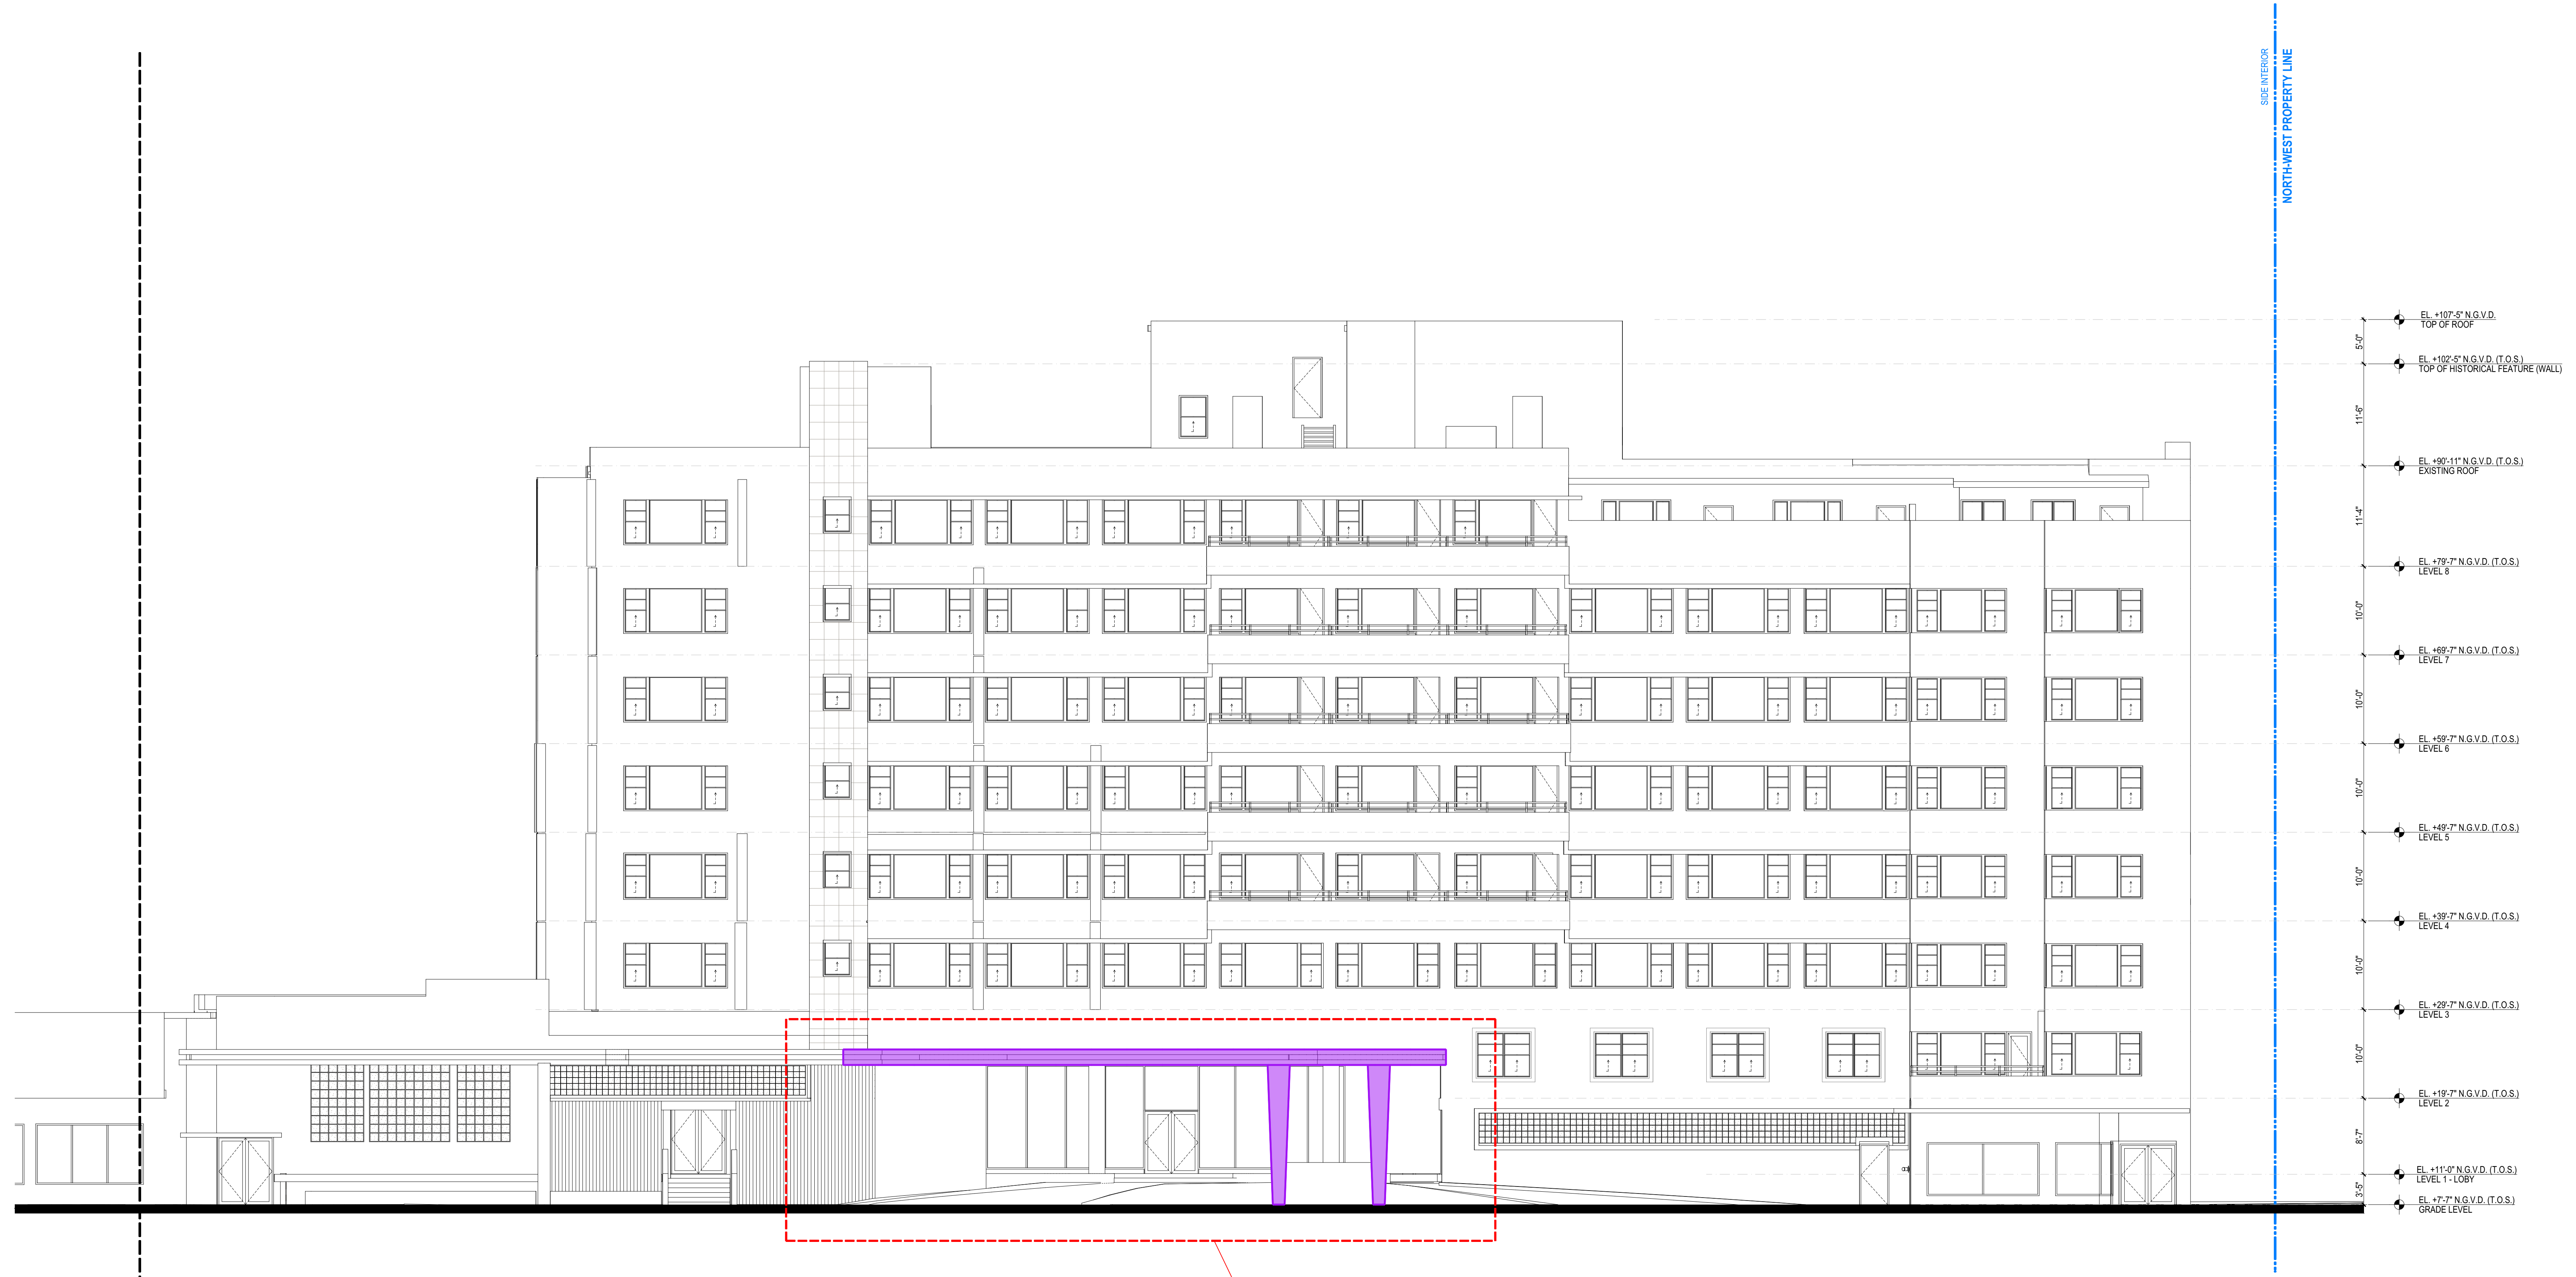 SIDE INTERIOR
NORTH-WEST PROPERTY LINE
EL. +107'-5" N.G.V.D.
TOP OF ROOF
5'-0"
EL. +102'-5" N.G.V.D. (T.O.S.)
TOP OF HISTORICAL FEATURE (WALL)
11'-6"
EL. +90'-11" N.G.V.D. (T.O.S.)
EXISTING ROOF
11'-4"
EL. +79'-7" N.G.V.D. (T.O.S.)
LEVEL 8
10'-0"
EL. +69'-7" N.G.V.D. (T.O.S.)
LEVEL 7
10'-0"
EL. +59'-7" N.G.V.D. (T.O.S.)
LEVEL 6
10'-0"
EL. +49'-7" N.G.V.D. (T.O.S.)
LEVEL 5
10'-0"
EL. +39'-7" N.G.V.D. (T.O.S.)
LEVEL 4
10'-0"
EL. +29'-7" N.G.V.D. (T.O.S.)
LEVEL 3
10'-0"
EL. +19'-7" N.G.V.D. (T.O.S.)
LEVEL 2
8'-7"
EL. +11'-0" N.G.V.D. (T.O.S.)
LEVEL 1 - LOBY
3'-5"
EL. +7'-7" N.G.V.D. (T.O.S.)
GRADE LEVEL